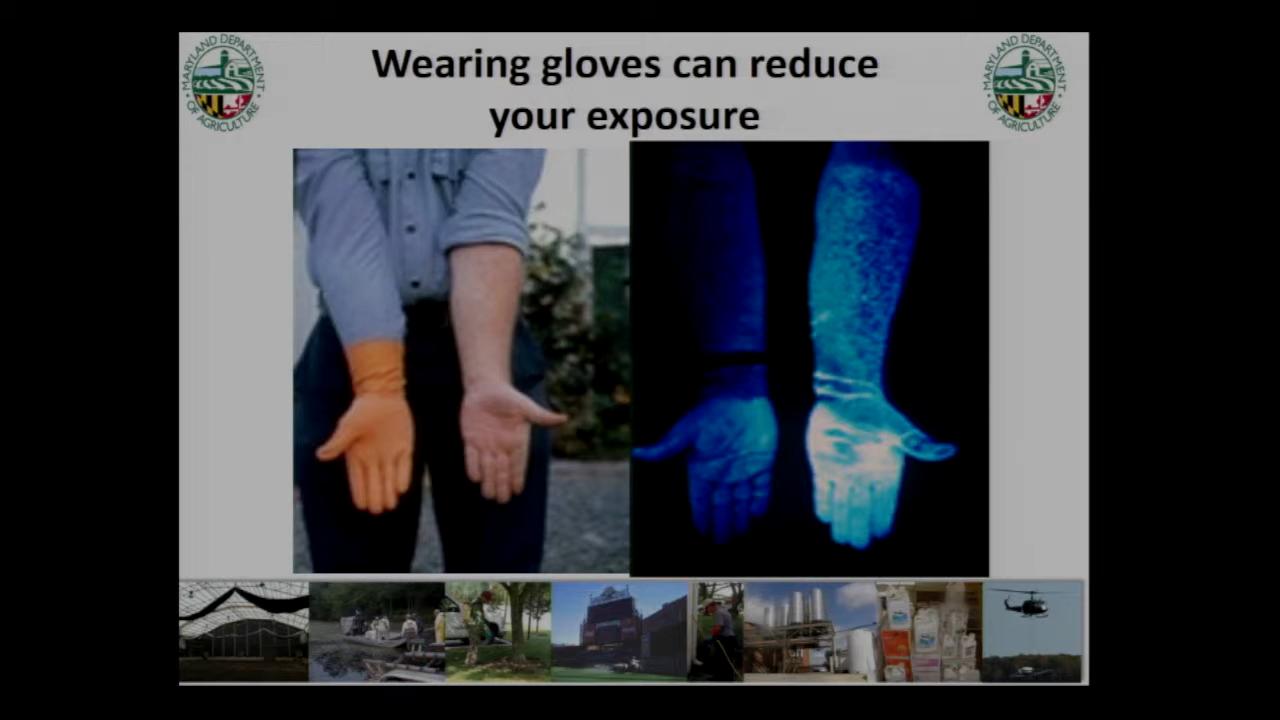 Wearing gloves can reduce
your exposure
MARYLAND DEPARTMENT
OF AGRICULTURE
MARYLAND DEPARTMENT
OF AGRICULTURE